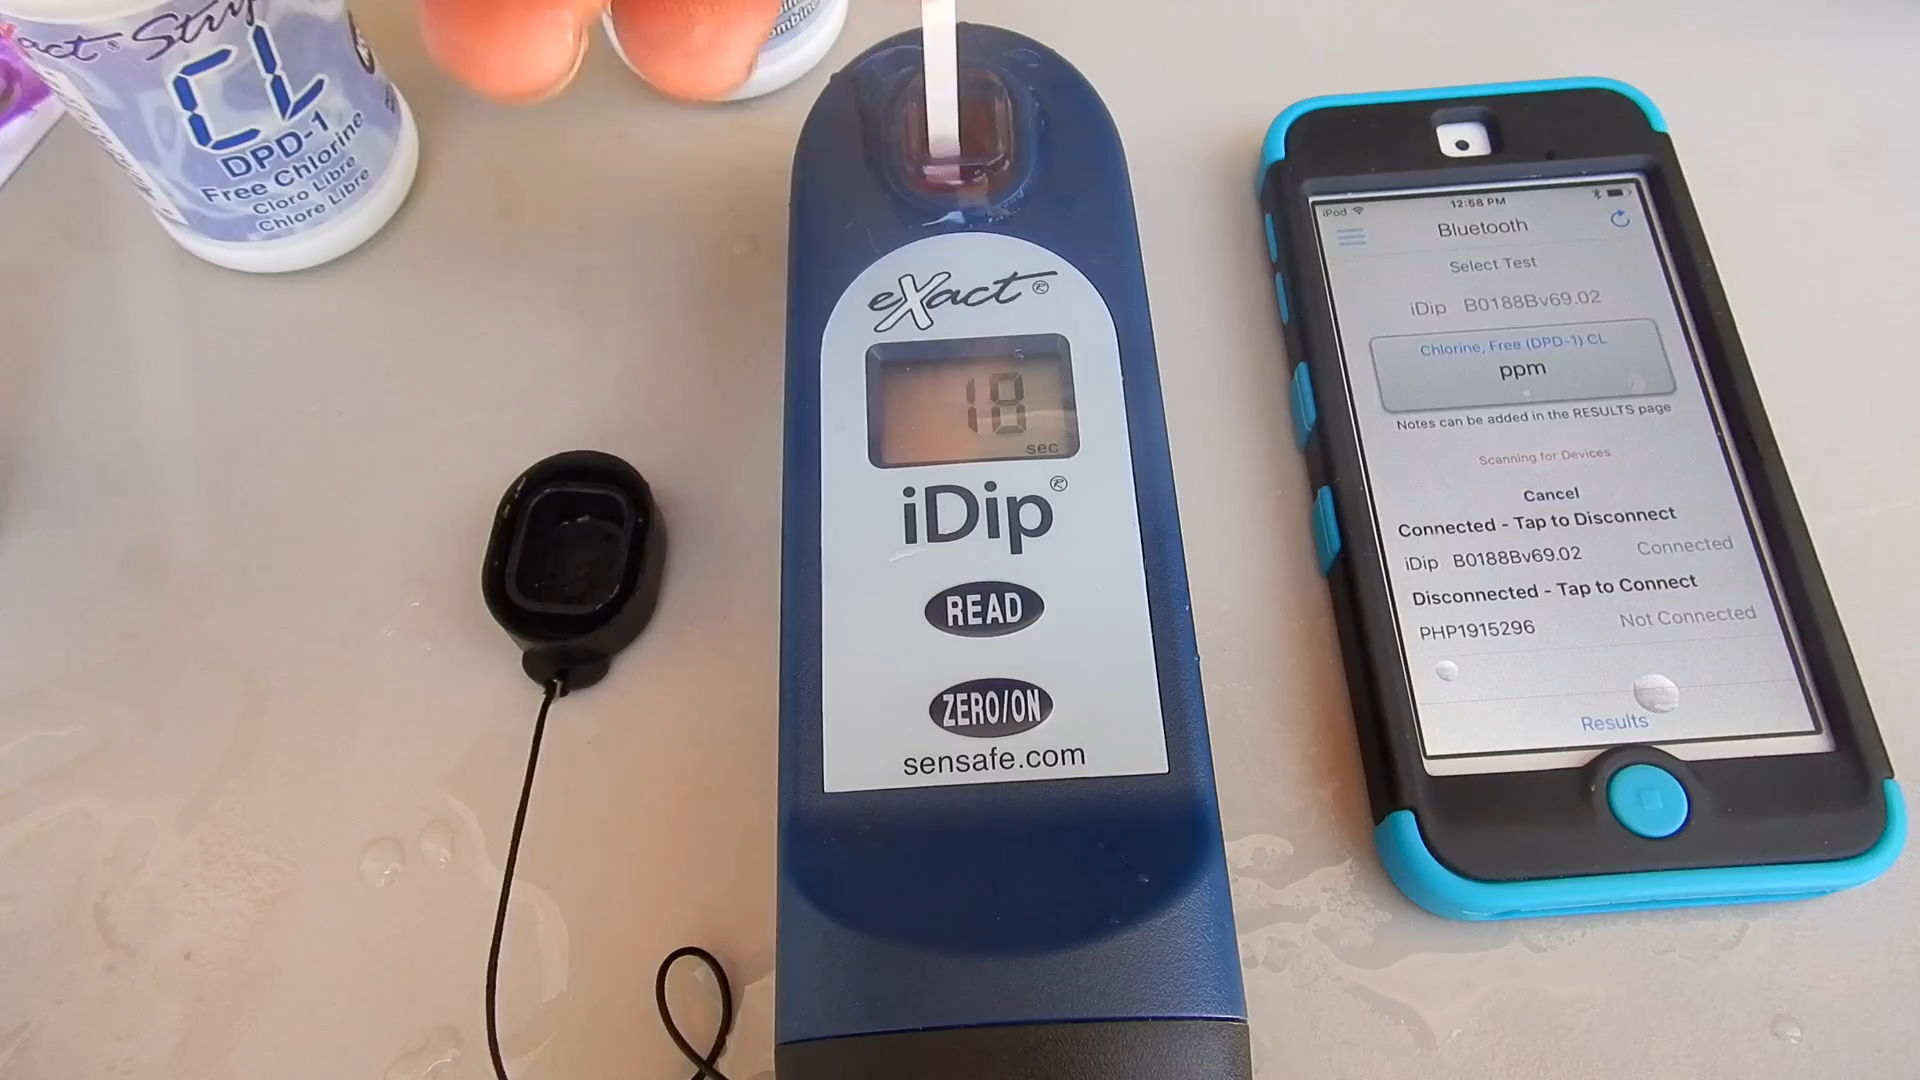 CL
DPD-1
Free Chlorine
Cloro Libre
Chlore Libre
eXact®
18
sec
iDip®
READ
ZERO/ON
sensafe.com
iPod
12:58 PM
Bluetooth
Select Test
iDip B0188Bv69.02
Chlorine, Free (DPD-1) CL
ppm
Notes can be added in the RESULTS page
Scanning for Devices
Cancel
Connected - Tap to Disconnect
iDip B0188Bv69.02 Connected
Disconnected - Tap to Connect
PHP1915296 Not Connected
Results